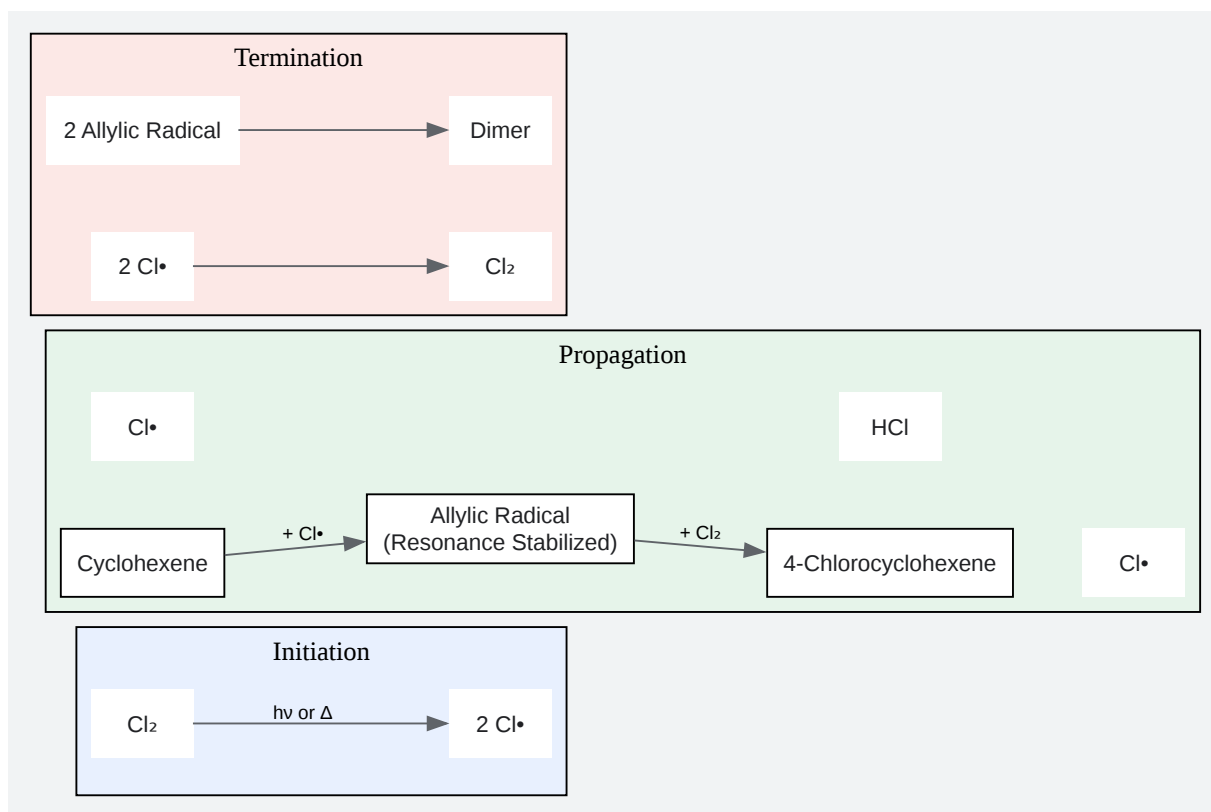 Termination
2 Allylic Radical
Dimer
2 Cl•
Cl₂
Propagation
Cl•
HCl
Allylic Radical
(Resonance Stabilized)
+ Cl•
+ Cl₂
Cyclohexene
4-Chlorocyclohexene
Cl•
Initiation
Cl₂
hν or Δ
2 Cl•